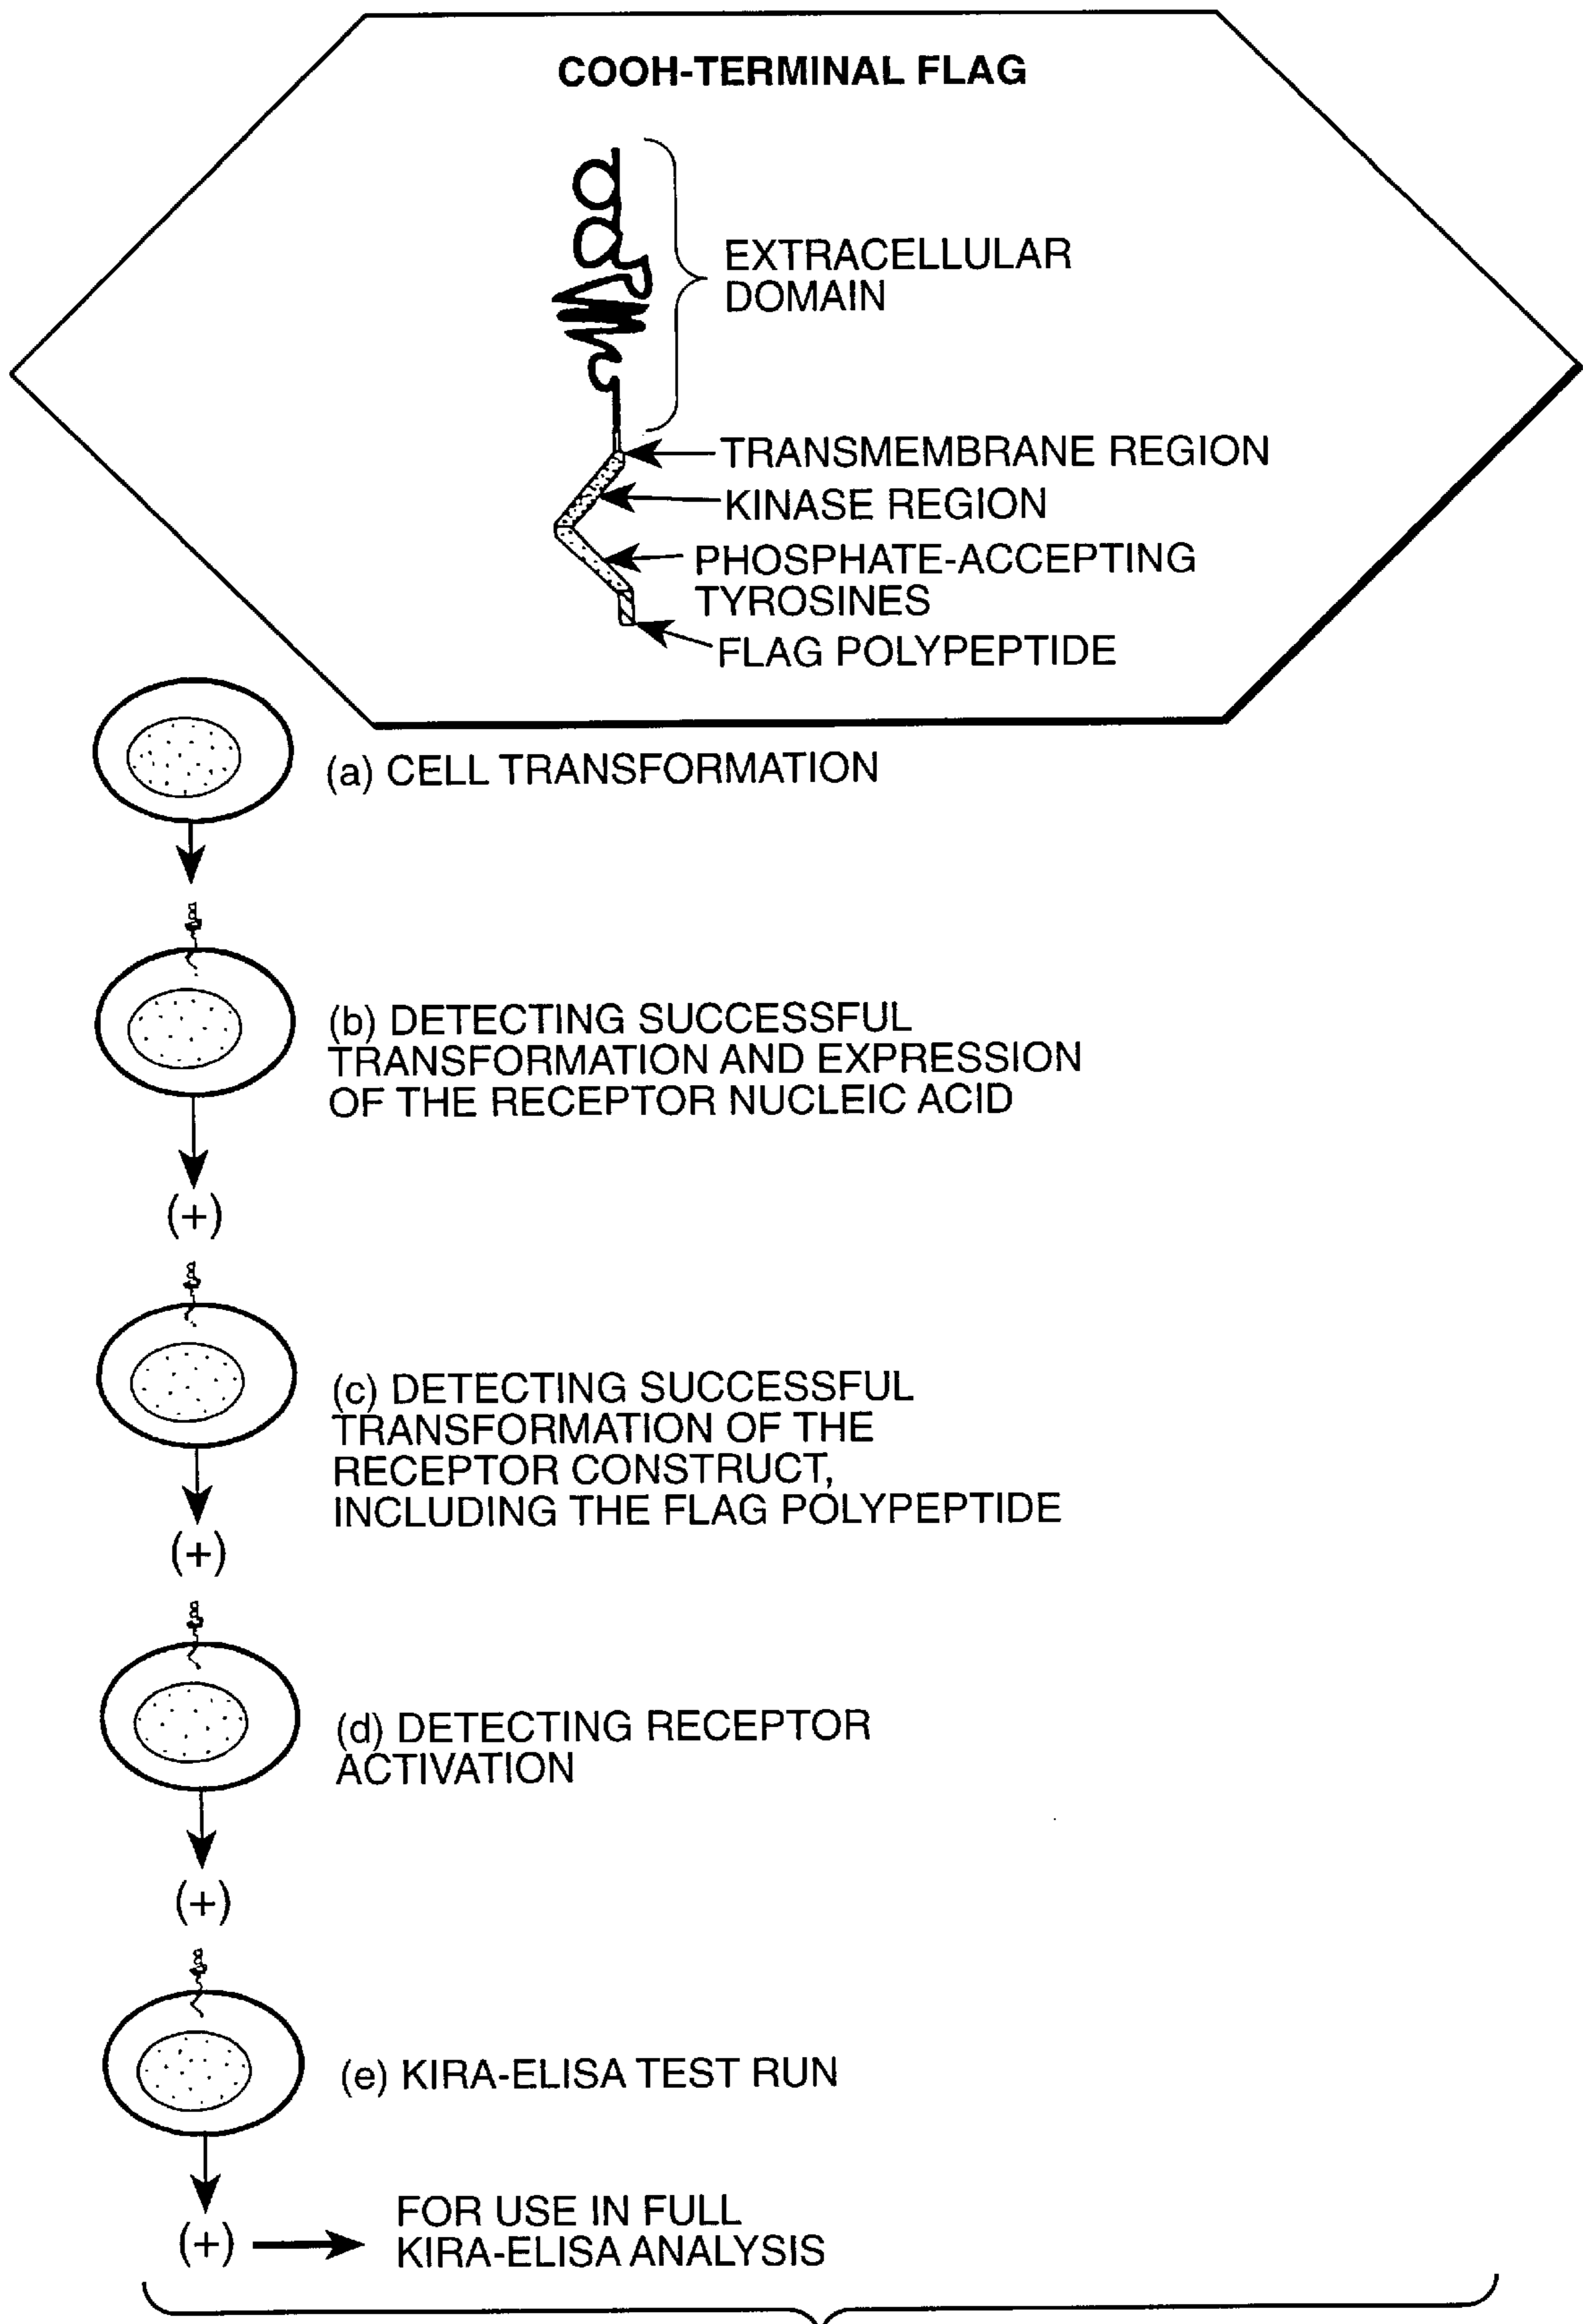 COOH-TERMINAL FLAG
EXTRACELLULAR
DOMAIN
TRANSMEMBRANE REGION
KINASE REGION
PHOSPHATE-ACCEPTING
TYROSINES
FLAG POLYPEPTIDE
(a) CELL TRANSFORMATION
(b) DETECTING SUCCESSFUL
TRANSFORMATION AND EXPRESSION
OF THE RECEPTOR NUCLEIC ACID
(+)
(c) DETECTING SUCCESSFUL
TRANSFORMATION OF THE
RECEPTOR CONSTRUCT,
INCLUDING THE FLAG POLYPEPTIDE
(+)
(d) DETECTING RECEPTOR
ACTIVATION
(+)
(e) KIRA-ELISA TEST RUN
(+)
FOR USE IN FULL
KIRA-ELISA ANALYSIS